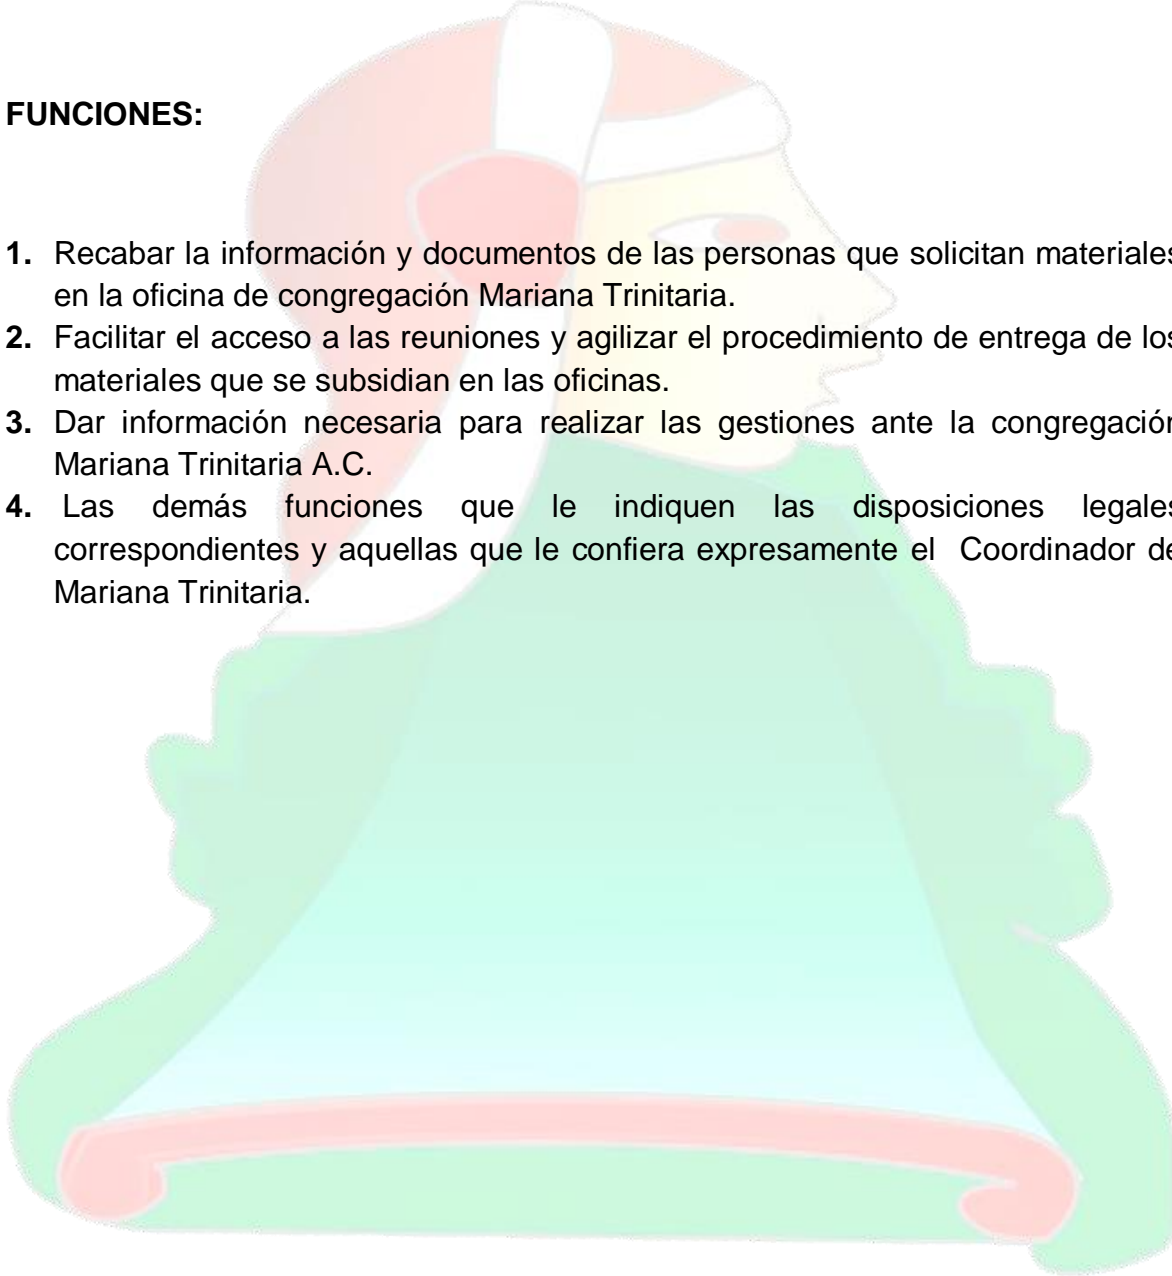 FUNCIONES:
1. Recabar la información y documentos de las personas que solicitan materiales
en la oficina de congregación Mariana Trinitaria.
2. Facilitar el acceso a las reuniones y agilizar el procedimiento de entrega de los
materiales que se subsidian en las oficinas.
3. Dar información necesaria para realizar las gestiones ante la congregación
Mariana Trinitaria A.C.
4. Las demás funciones que le indiquen las disposiciones legales
correspondientes y aquellas que le confiera expresamente el Coordinador de
Mariana Trinitaria.